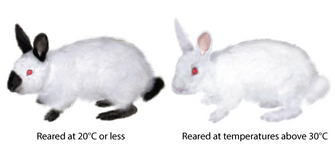 Reared at 20°C or less
Reared at temperatures above 30°C